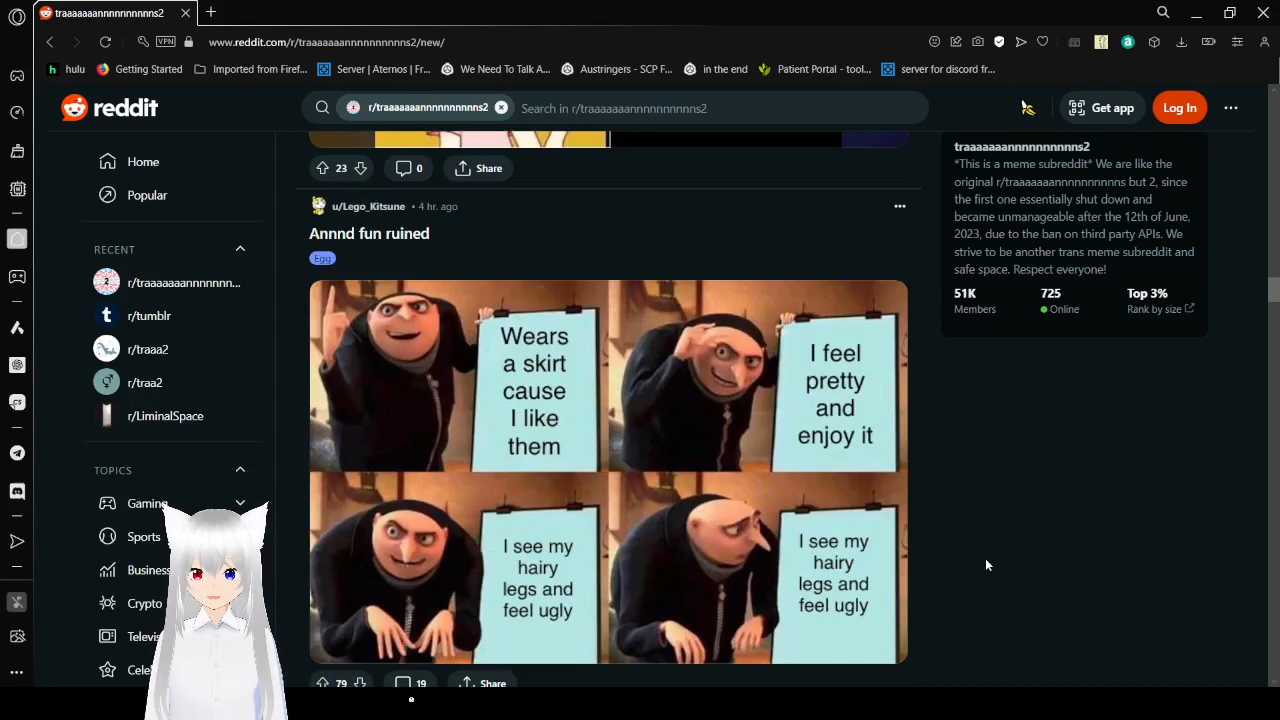 traaaaaaannnnnnnnnns2
VPN
www.reddit.com/r/traaaaaaannnnnnnnnns2/new/
hulu
Getting Started
Imported from Firef...
Server | Aternos | Fr...
We Need To Talk A...
Austringers - SCP F...
in the end
Patient Portal - tool...
server for discord fr...
reddit
r/traaaaaaannnnnnnnnns2
Search in r/traaaaaaannnnnnnnnns2
Get app
Log In
Home
Popular
RECENT
r/traaaaaaannnnnnn...
r/tumblr
r/traaa2
r/traa2
r/LiminalSpace
TOPICS
Gaming
Sports
Business
Crypto
Televi
Cele
23
0
Share
u/Lego_Kitsune • 4 hr. ago
Annnd fun ruined
Egg
Wears
a skirt
cause
I like
them
I feel
pretty
and
enjoy it
I see my
hairy
legs and
feel ugly
I see my
hairy
legs and
feel ugly
79
19
Share
traaaaaaannnnnnnnnns2
*This is a meme subreddit* We are like the
original r/traaaaaaannnnnnnnnns but 2, since
the first one essentially shut down and
became unmanageable after the 12th of June,
2023, due to the ban on third party APIs. We
strive to be another trans meme subreddit and
safe space. Respect everyone!
51K
725
Top 3%
Members
Online
Rank by size